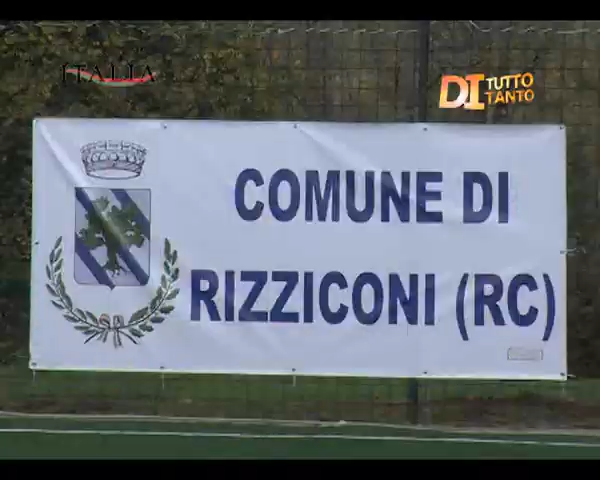 ITALIA
DI TUTTO
TANTO
COMUNE DI
RIZZICONI (RC)